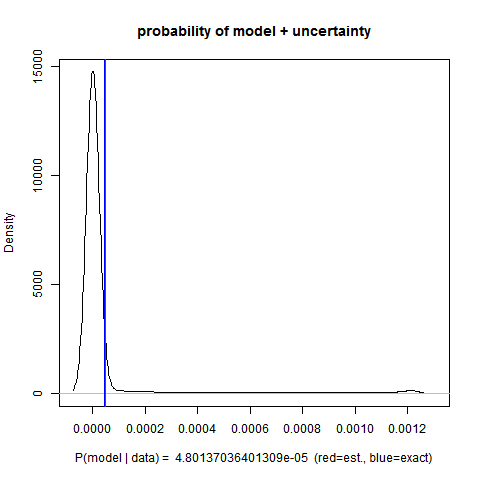 probability of model + uncertainty
15000
10000
5000
0
Density
0.0000 0.0002 0.0004 0.0006 0.0008 0.0010 0.0012
P(model | data) = 4.80137036401309e-05 (red=est., blue=exact)